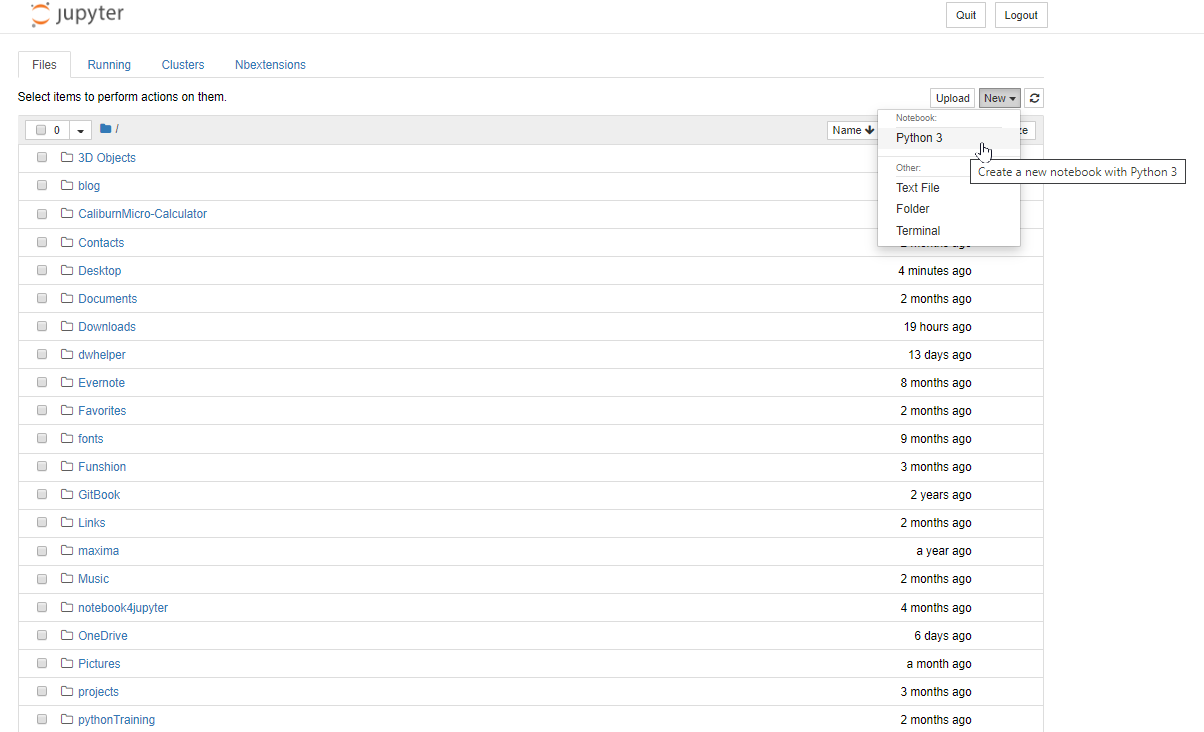 jupyter
Quit Logout
Files Running Clusters Nbextensions
Select items to perform actions on them.
Upload New
0 / Name
Notebook:
Python 3
Create a new notebook with Python 3
Other:
Text File
Folder
Terminal
3D Objects
blog
CaliburnMicro-Calculator
Contacts
Desktop 4 minutes ago
Documents 2 months ago
Downloads 19 hours ago
dwhelper 13 days ago
Evernote 8 months ago
Favorites 2 months ago
fonts 9 months ago
Funshion 3 months ago
GitBook 2 years ago
Links 2 months ago
maxima a year ago
Music 2 months ago
notebook4jupyter 4 months ago
OneDrive 6 days ago
Pictures a month ago
projects 3 months ago
pythonTraining 2 months ago